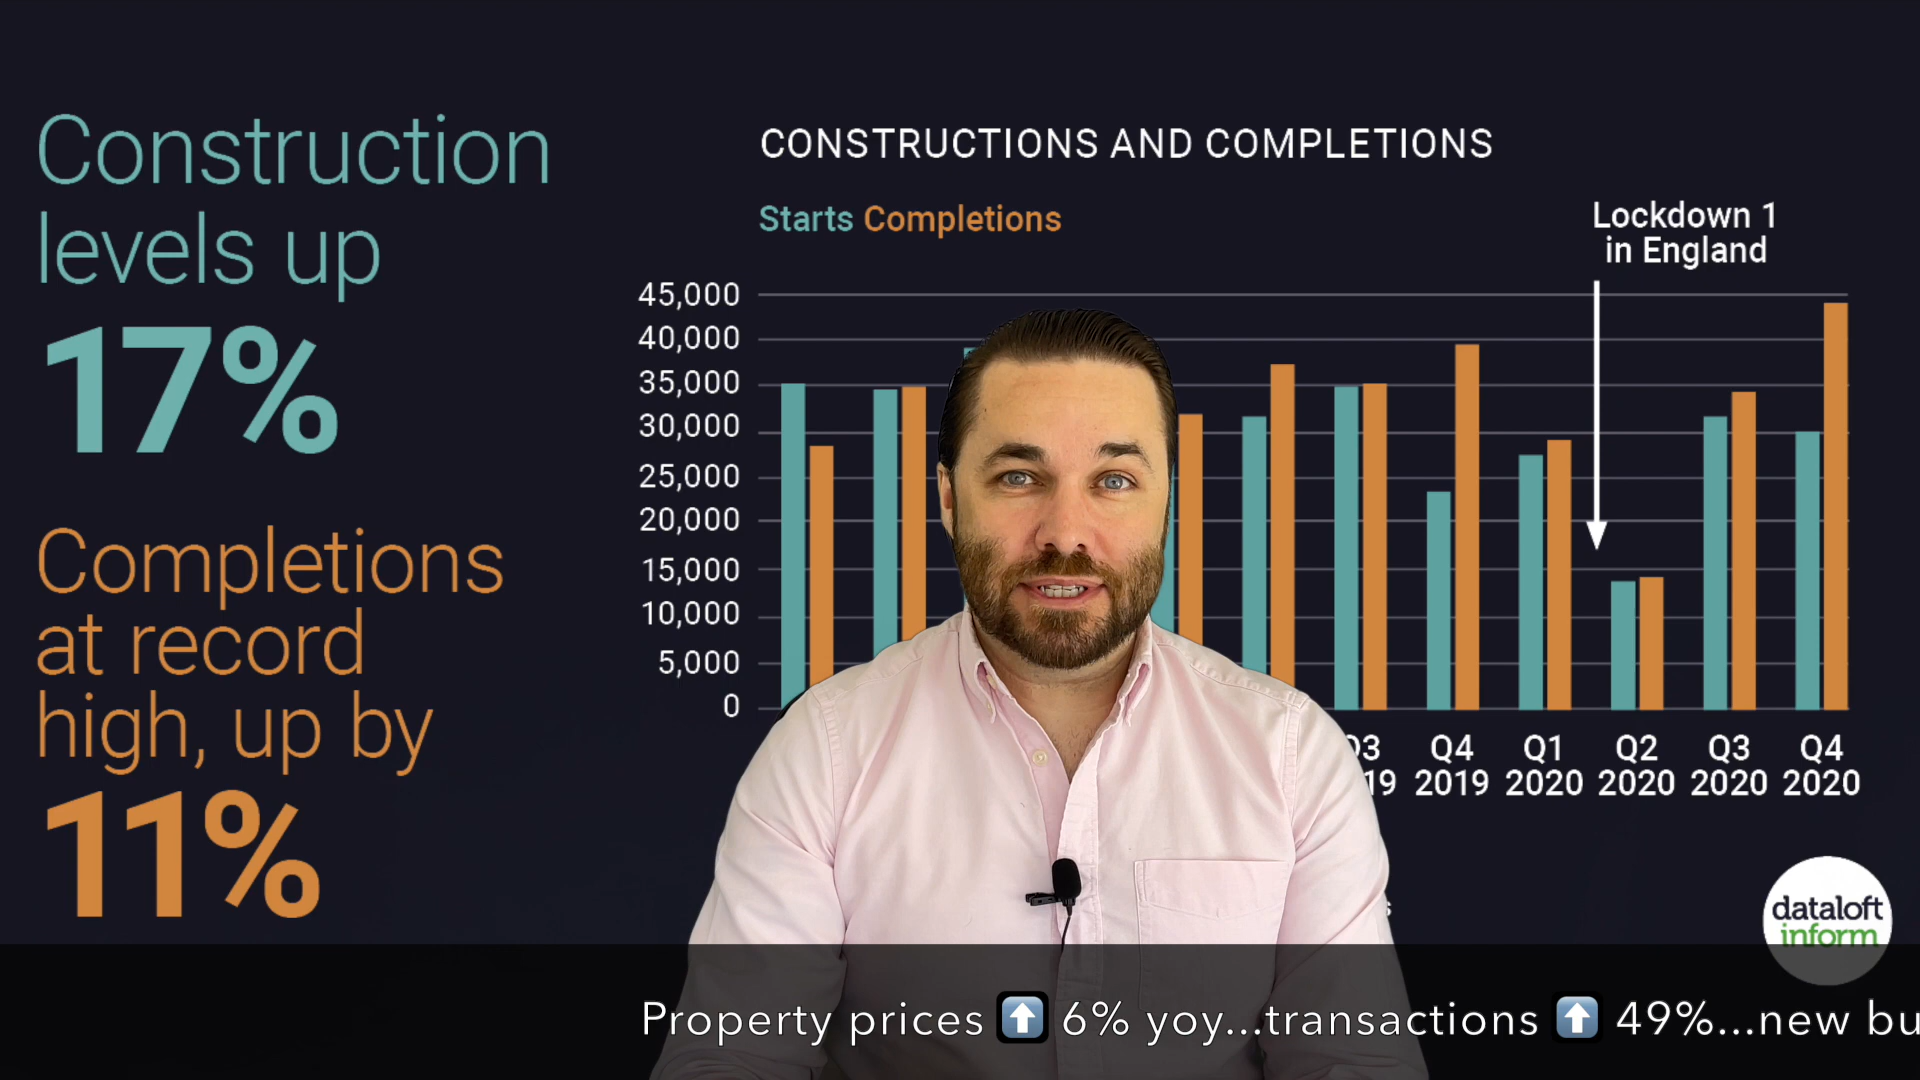 Construction
levels up
17%
Completions
at record
high, up by
11%
CONSTRUCTIONS AND COMPLETIONS
Starts Completions
Lockdown 1
in England
45,000
40,000
35,000
30,000
25,000
20,000
15,000
10,000
5,000
0
Q3 Q4 Q1 Q2 Q3 Q4
19 2019 2020 2020 2020 2020
dataloft
inform
Property prices ⬆️ 6% yoy...transactions ⬆️ 49%...new bu